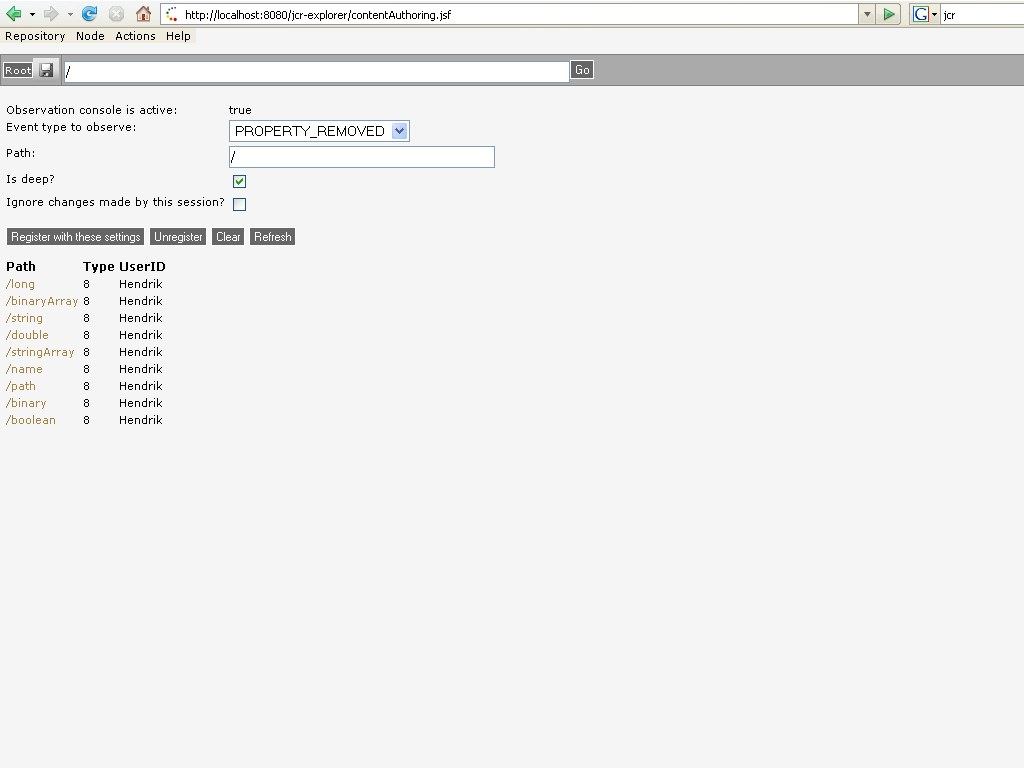 http://localhost:8080/jcr-explorer/contentAuthoring.jsf G jcr
Repository Node Actions Help
Root / Go
Observation console is active: true
Event type to observe: PROPERTY_REMOVED
Path: /
Is deep?
Ignore changes made by this session?
Register with these settings Unregister Clear Refresh
Path Type UserID
/long 8 Hendrik
/binaryArray 8 Hendrik
/string 8 Hendrik
/double 8 Hendrik
/stringArray 8 Hendrik
/name 8 Hendrik
/path 8 Hendrik
/binary 8 Hendrik
/boolean 8 Hendrik